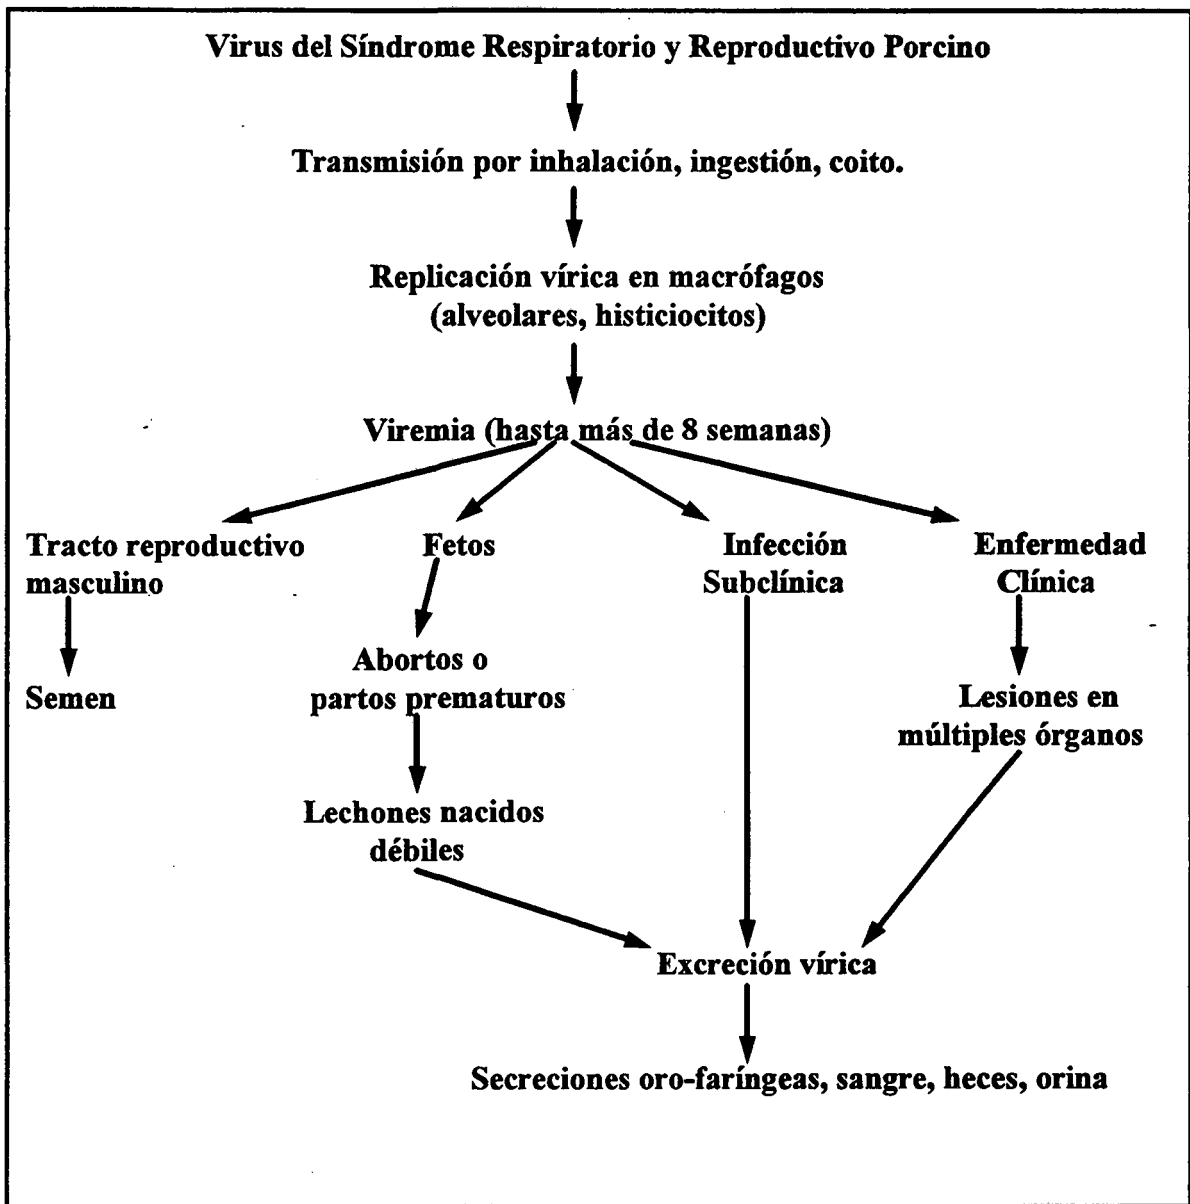 Virus del Síndrome Respiratorio y Reproductivo Porcino
Transmisión por inhalación, ingestión, coito.
Replicación vírica en macrófagos
(alveolares, histiciocitos)
Viremia (hasta más de 8 semanas)
Tracto reproductivo
masculino
Semen
Fetos
Abortos o
partos prematuros
Lechones nacidos
débiles
Infección
Subclínica
Enfermedad
Clínica
Lesiones en
múltiples órganos
Excreción vírica
Secreciones oro-faríngeas, sangre, heces, orina